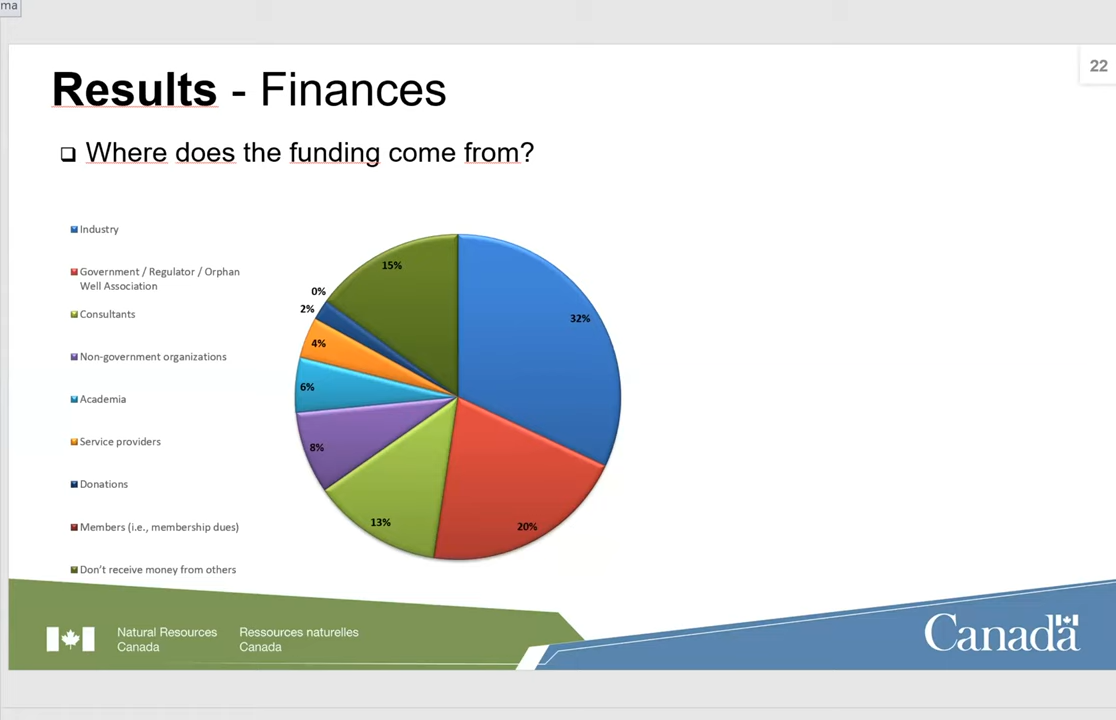 ma
22
Results - Finances
Where does the funding come from?
Industry
Government / Regulator / Orphan
Well Association
Consultants
Non-government organizations
Academia
Service providers
Donations
Members (i.e., membership dues)
Don't receive money from others
15%
0%
2%
4%
6%
8%
13%
20%
32%
Natural Resources
Canada
Ressources naturelles
Canada
Canada